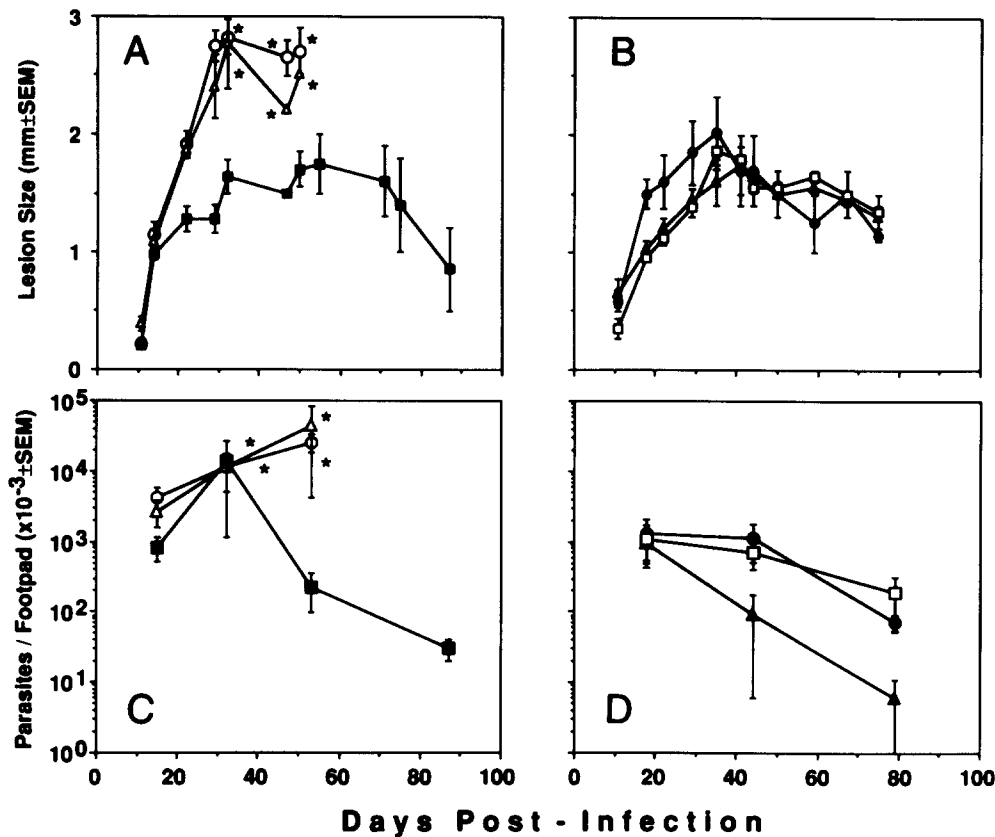 A
B
Lesion Size (mm±SEM)
3
2
1
0
* * * * * *
C
D
Parasites / Footpad (x10⁻³±SEM)
10⁵
10⁴
10³
10²
10¹
10⁰
* * * *
0 20 40 60 80 100
20 40 60 80 100
Days Post - Infection